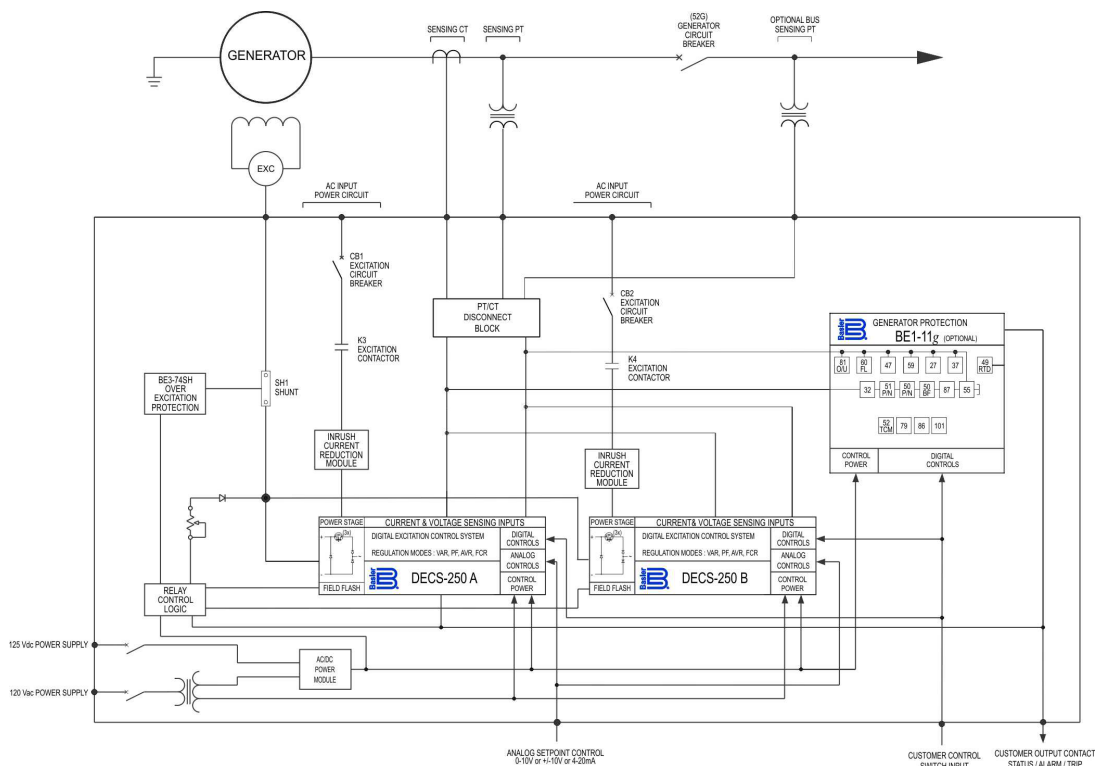 GENERATOR
SENSING CT
SENSING PT
(52G)
GENERATOR
CIRCUIT
BREAKER
OPTIONAL BUS
SENSING PT
EXC
AC INPUT
POWER CIRCUIT
AC INPUT
POWER CIRCUIT
CB1
EXCITATION
CIRCUIT
BREAKER
CB2
EXCITATION
CIRCUIT
BREAKER
PT/CT
DISCONNECT
BLOCK
K3
EXCITATION
CONTACTOR
K4
EXCITATION
CONTACTOR
Basler
GENERATOR PROTECTION
BE1-11g (OPTIONAL)
81
O/U
60
FL
47
59
27
37
49
RTD
32
51
P/N
50
P/N
50
BF
87
55
52
TCM
79
86
101
CONTROL
POWER
DIGITAL
CONTROLS
BE3-74SH
OVER
EXCITATION
PROTECTION
SH1
SHUNT
INRUSH
CURRENT
REDUCTION
MODULE
INRUSH
CURRENT
REDUCTION
MODULE
POWER STAGE
CURRENT & VOLTAGE SENSING INPUTS
(3x)
DIGITAL EXCITATION CONTROL SYSTEM
REGULATION MODES : VAR, PF, AVR, FCR
DIGITAL
CONTROLS
ANALOG
CONTROLS
Basler
DECS-250 A
CONTROL
POWER
FIELD FLASH
POWER STAGE
CURRENT& VOLTAGE SENSING INPUTS
(3x)
DIGITAL EXCITATION CONTROL SYSTEM
REGULATION MODES : VAR, PF, AVR, FCR
DIGITAL
CONTROLS
ANALOG
CONTROLS
Basler
DECS-250 B
CONTROL
POWER
FIELD FLASH
RELAY
CONTROL
LOGIC
125 Vdc POWER SUPPLY
AC/DC
POWER
MODULE
120 Vac POWER SUPPLY
ANALOG SETPOINT CONTROL
0-10V or +/-10V or 4-20mA
CUSTOMER CONTROL
SWITCH INPUT
CUSTOMER OUTPUT CONTACT
STATUS / ALARM / TRIP